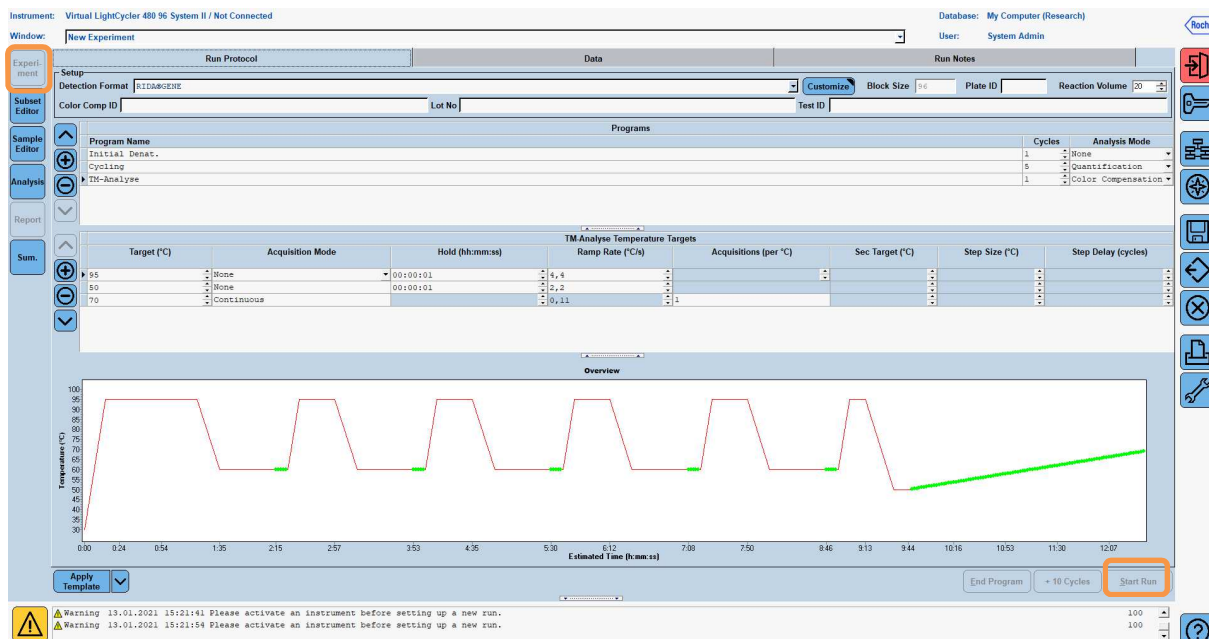 Instrument: Virtual LightCycler 480 96 System II / Not Connected Database: My Computer (Research)
Window: New Experiment User: System Admin
Roch
Experi-
ment
Subset
Editor
Sample
Editor
Analysis
Report
Sum.
Run Protocol Data Run Notes
Setup
Detection Format RIDA®GENE Customize Block Size 96 Plate ID Reaction Volume 20
Color Comp ID Lot No Test ID
Programs
Program Name Cycles Analysis Mode
Initial Denat. 1 None
Cycling 5 Quantification
TM-Analyse 1 Color Compensation
TM-Analyse Temperature Targets
Target (°C) Acquisition Mode Hold (hh:mm:ss) Ramp Rate (°C/s) Acquisitions (per °C) Sec Target (°C) Step Size (°C) Step Delay (cycles)
95 None 00:00:01 4,4
50 None 00:00:01 2,2
70 Continuous 0,11 1
Overview
Temperature (°C)
100
95
90
85
80
75
70
65
60
55
50
45
40
35
30
0:00 0:24 0:54 1:35 2:15 2:57 3:53 4:35 5:30 6:12 7:08 7:50 8:46 9:13 9:44 10:16 10:53 11:30 12:07
Estimated Time (h:mm:ss)
Apply
Template
End Program + 10 Cycles Start Run
Warning 13.01.2021 15:21:41 Please activate an instrument before setting up a new run. 100
Warning 13.01.2021 15:21:54 Please activate an instrument before setting up a new run. 100